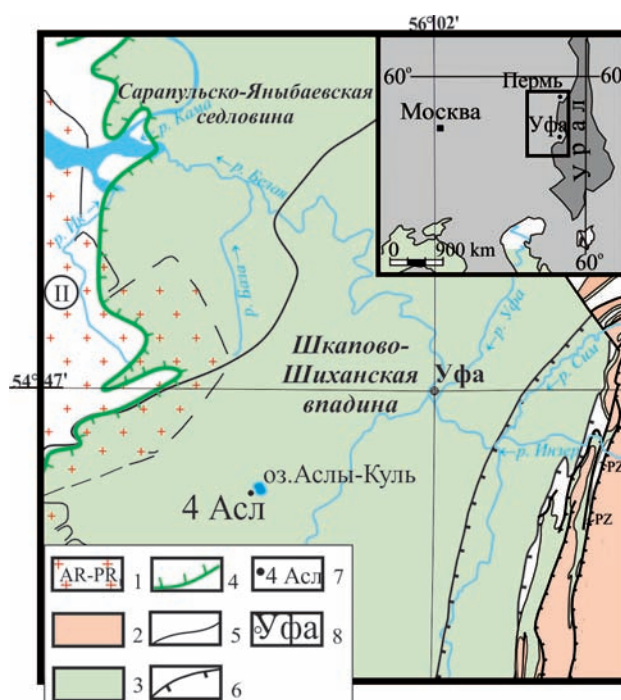 56°02'
Сарапульско-Яныбаевская
седловина
р. Кама
р. Белая
р. Ик
р. База
II
60°
60°
Пермь
Москва
Уфа
урал
0 900 km
60°
р. Уфа
р. Сим
Шкапово-
Шиханская
впадина
Уфа
54°47'
р. Инзер
оз.Аслы-Куль
4 Асл
PZ
PZ
AR-PR 1
4
4 Асл 7
2
5
Уфа 8
3
6